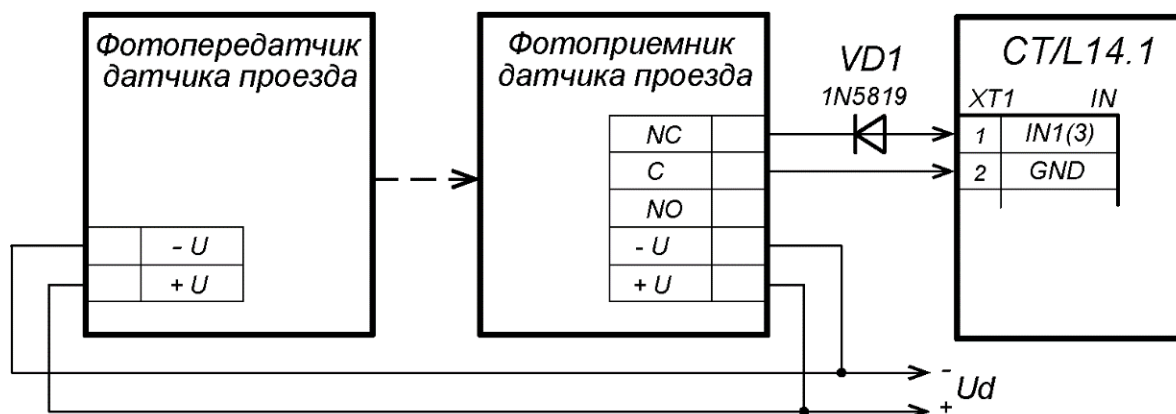 Фотопередатчик
датчика проезда
- U
+ U
Фотоприемник
датчика проезда
NC
C
NO
- U
+ U
VD1
1N5819
CT/L14.1
XT1 IN
1 IN1(3)
2 GND
-
Ud
+